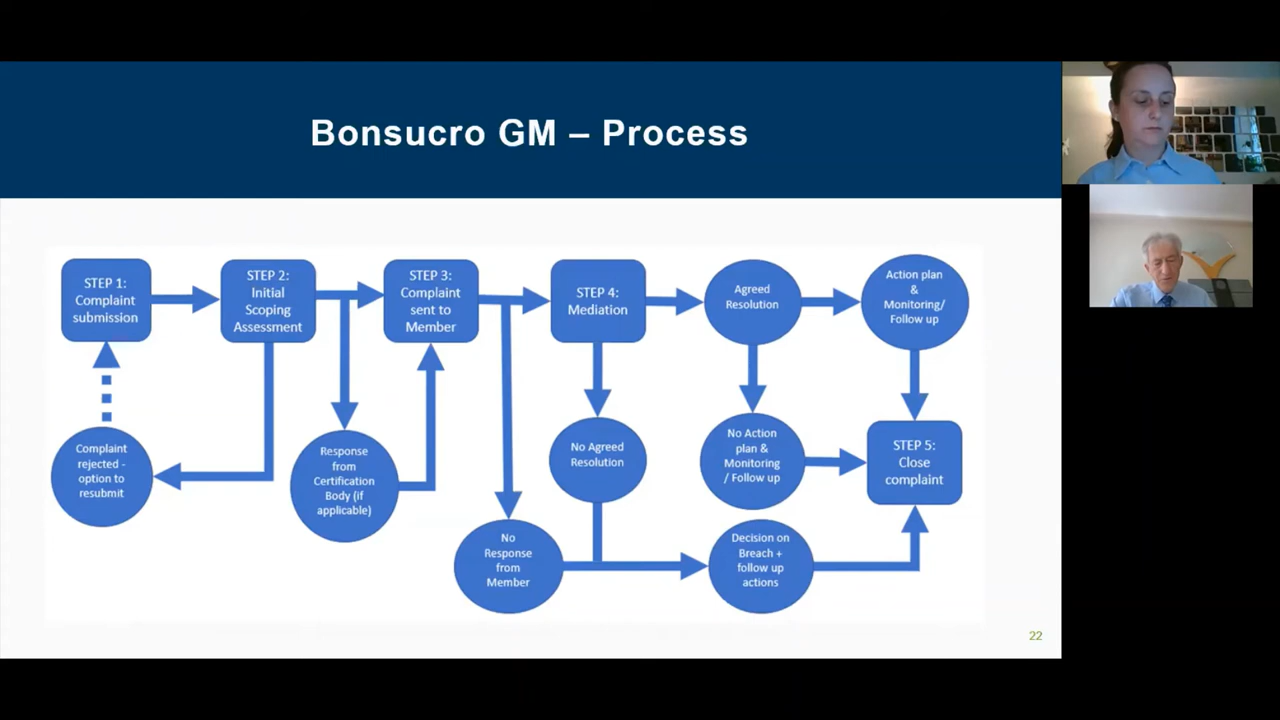 Bonsucro GM – Process
STEP 1:
Complaint
submission
STEP 2:
Initial
Scoping
Assessment
STEP 3:
Complaint
sent to
Member
STEP 4:
Mediation
Agreed
Resolution
Action plan
&
Monitoring/
Follow up
Complaint
rejected -
option to
resubmit
Response
from
Certification
Body (if
applicable)
No Agreed
Resolution
No Action
plan &
Monitoring
/ Follow up
STEP 5:
Close
complaint
No
Response
from
Member
Decision on
Breach +
follow up
actions
22